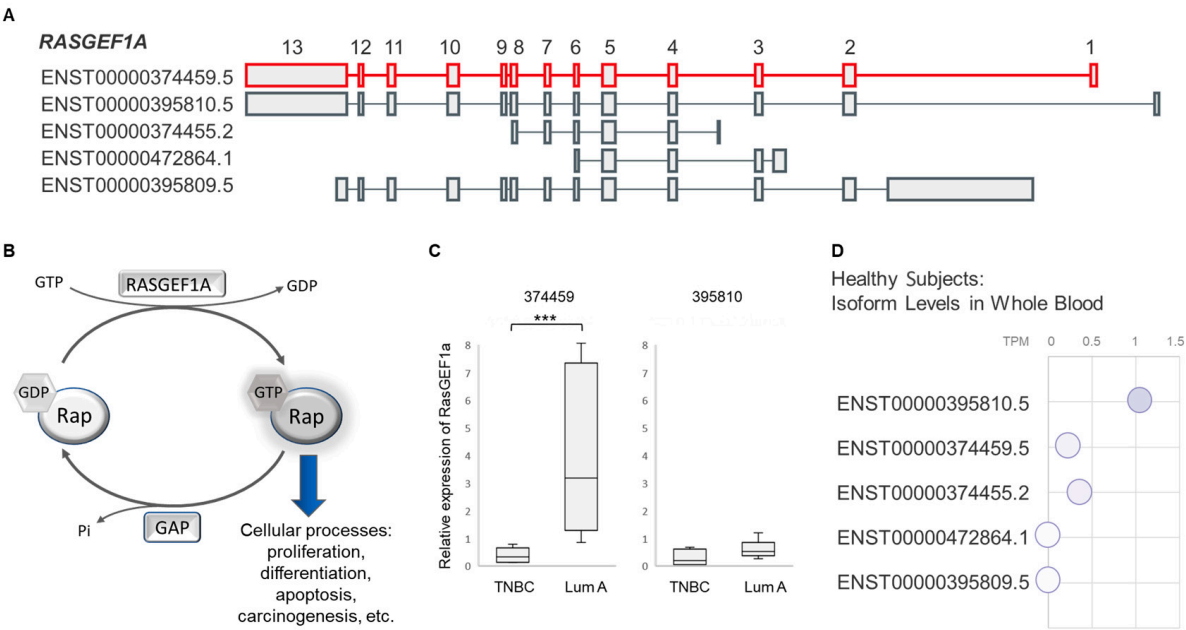 A
RASGEF1A
13 12 11 10 9 8 7 6 5 4 3 2 1
ENST00000374459.5
ENST00000395810.5
ENST00000374455.2
ENST00000472864.1
ENST00000395809.5
B
GTP
RASGEF1A
GDP
GDP
Rap
GTP
Rap
Pi
GAP
Cellular processes:
proliferation,
differentiation,
apoptosis,
carcinogenesis, etc.
C
374459
***
Relative expression of RasGEF1a
8
7
6
5
4
3
2
1
0
TNBC Lum A
395810
8
7
6
5
4
3
2
1
0
TNBC Lum A
D
Healthy Subjects:
Isoform Levels in Whole Blood
TPM 0 0.5 1 1.5
ENST00000395810.5
ENST00000374459.5
ENST00000374455.2
ENST00000472864.1
ENST00000395809.5